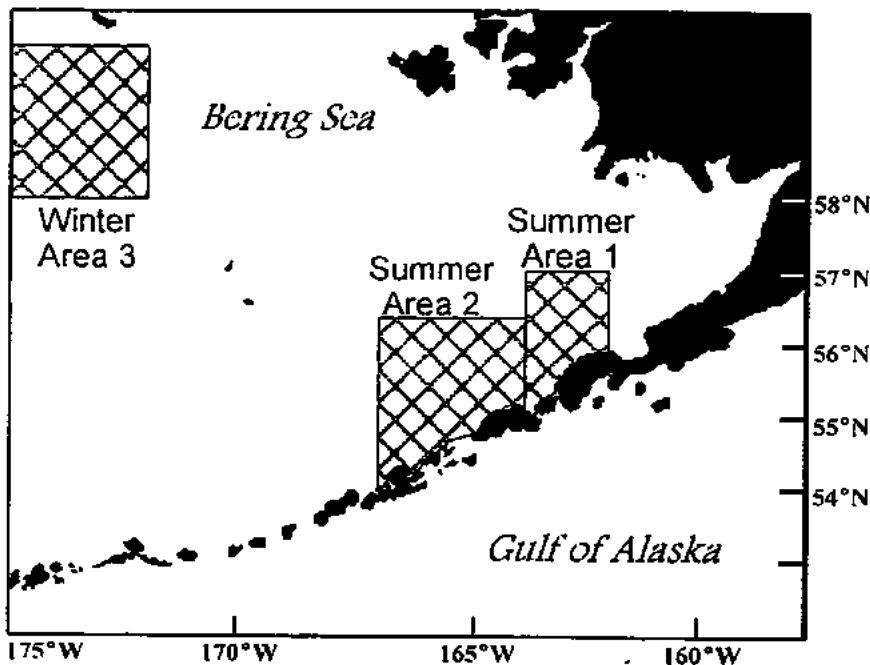 Bering Sea
Winter
Area 3
Summer
Area 1
Summer
Area 2
58°N
57°N
56°N
55°N
54°N
Gulf of Alaska
175°W
170°W
165°W
160°W